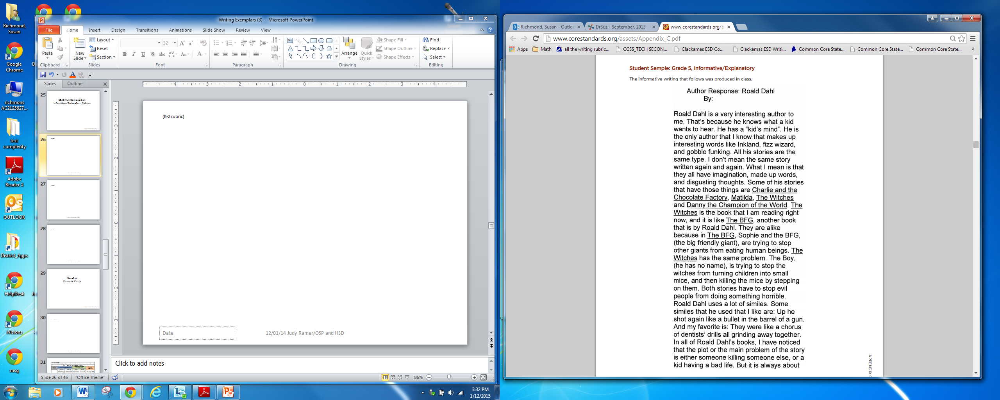 Richmond,
Susan
Google
Chrome
richmons
AC2125627...
text
complexity
Adobe
Reader X
OUTLOOK
District_Apps
HelpDesk
iVisions
msg
Writing Exemplars (3) - Microsoft PowerPoint
File Home Insert Design Transitions Animations Slide Show Review View
Paste
New
Slide
Layout
Reset
Section
32
B I U S abc AV Aa A
Arrange
Quick
Styles
Shape Fill
Shape Outline
Shape Effects
Find
Replace
Select
Clipboard Slides Font Paragraph Drawing Editing
Slides Outline
25
SBAC Full Composition
Informative/Explanatory Rubrics
26
27
28
29
Narrative
Exemplar Pieces
30
31
4 3 2 1 0 1 2 3 4
3
2
1
0
1
2
3
(K-2 rubric)
Date
12/01/14 Judy Ramer/OSP and HSD
Click to add notes
Slide 26 of 46 "Office Theme" 86%
3:32 PM
1/12/2015
Richmond, Susan - Outloo
DrSuz - September, 2013
www.corestandards.org/a
www.corestandards.org/assets/Appendix_C.pdf
Apps Math all the writing rubric... CCSS_TECH SECON... Clackamas ESD Co... Clackamas ESD Writi... Common Core State... Common Core State... Common Core State... »
Student Sample: Grade 5, Informative/Explanatory
The informative writing that follows was produced in class.
Author Response: Roald Dahl
By:
Roald Dahl is a very interesting author to
me. That's because he knows what a kid
wants to hear. He has a “kid's mind”. He is
the only author that I know that makes up
interesting words like Inkland, fizz wizard,
and gobble funking. All his stories are the
same type. I don't mean the same story
written again and again. What I mean is that
they all have imagination, made up words,
and disgusting thoughts. Some of his stories
that have those things are Charlie and the
Chocolate Factory, Matilda, The Witches
and Danny the Champion of the World. The
Witches is the book that I am reading right
now, and it is like The BFG, another book
that is by Roald Dahl. They are alike
because in The BFG, Sophie and the BFG,
(the big friendly giant), are trying to stop
other giants from eating human beings. The
Witches has the same problem. The Boy,
(he has no name), is trying to stop the
witches from turning children into small
mice, and then killing the mice by stepping
on them. Both stories have to stop evil
people from doing something horrible.
Roald Dahl uses a lot of similes. Some
similes that he used that I like are: Up he
shot again like a bullet in the barrel of a gun.
And my favorite is: They were like a chorus
of dentists' drills all grinding away together.
In all of Roald Dahl's books, I have noticed
that the plot or the main problem of the story
is either someone killing someone else, or a
kid having a bad life. But it is always about
APPENDIX